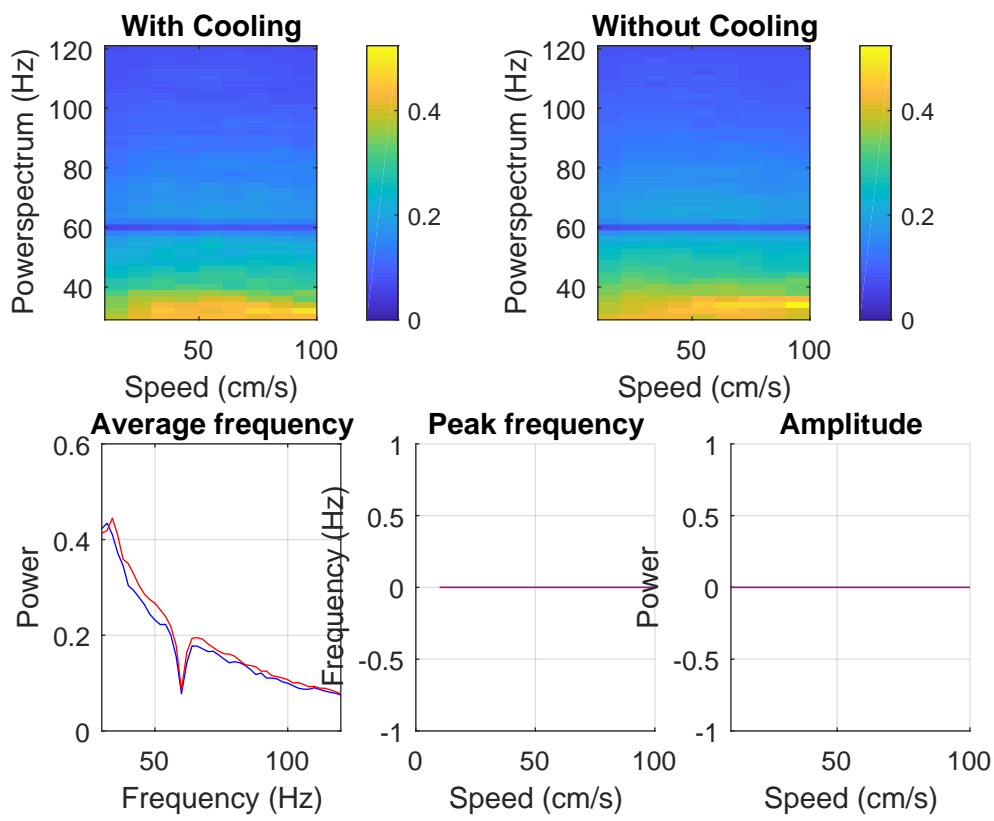 With Cooling
Without Cooling
Powerspectrum (Hz)
120
100
80
60
40
50
100
Speed (cm/s)
0.4
0.2
0
Powerspectrum (Hz)
120
100
80
60
40
50
100
Speed (cm/s)
0.4
0.2
0
Average frequency
Power
0.6
0.4
0.2
0
50
100
Frequency (Hz)
Peak frequency
Frequency (Hz)
1
0.5
0
-0.5
-1
0
50
100
Speed (cm/s)
Amplitude
Power
1
0.5
0
-0.5
-1
50
100
Speed (cm/s)